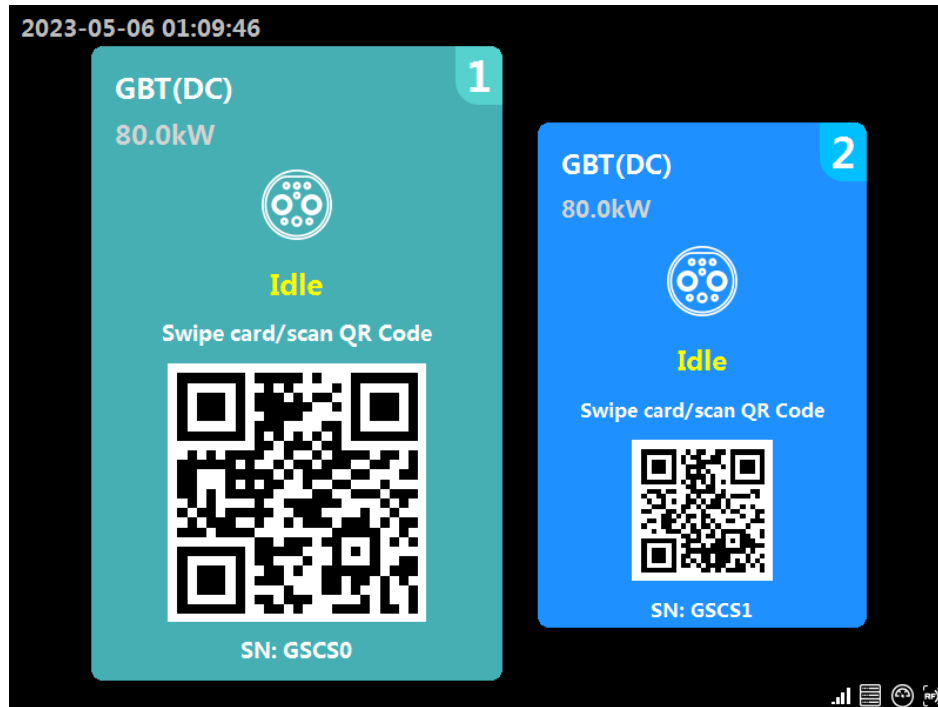 2023-05-06 01:09:46
1
GBT(DC)
80.0kW
Idle
Swipe card/scan QR Code
SN: GSCS0
2
GBT(DC)
80.0kW
Idle
Swipe card/scan QR Code
SN: GSCS1
RF